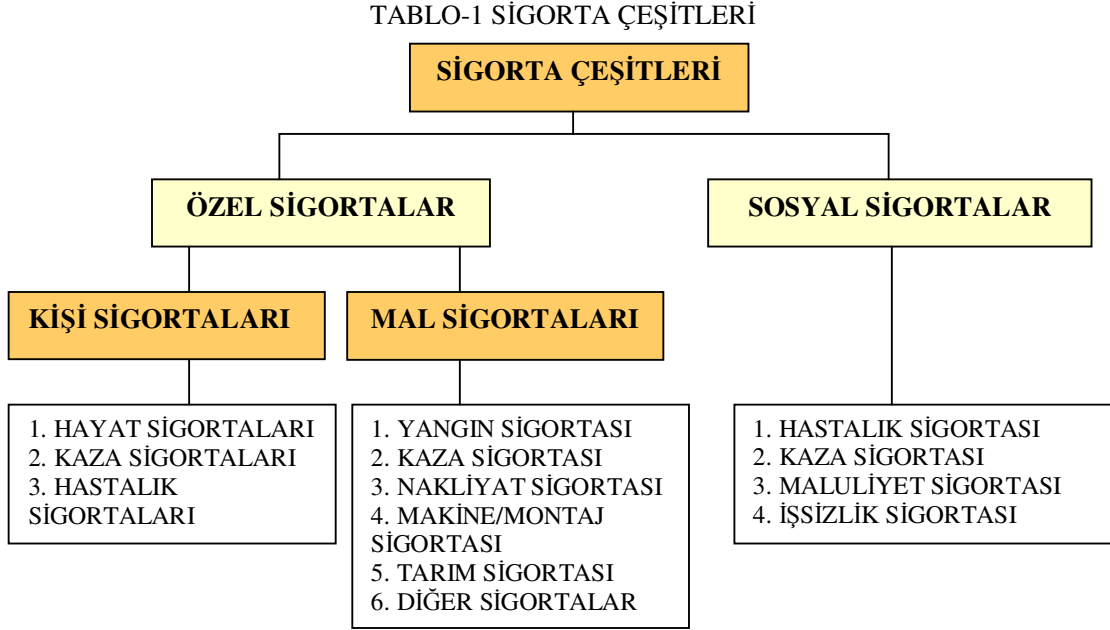 TABLO-1 SİGORTA ÇEŞİTLERİ
SİGORTA ÇEŞİTLERİ
ÖZEL SİGORTALAR
SOSYAL SİGORTALAR
KİŞİ SİGORTALARI
MAL SİGORTALARI
1. HAYAT SİGORTALARI
2. KAZA SİGORTALARI
3. HASTALIK
SİGORTALARI
1. YANGIN SİGORTASI
2. KAZA SİGORTASI
3. NAKLİYAT SİGORTASI
4. MAKİNE/MONTAJ
SİGORTASI
5. TARIM SİGORTASI
6. DİĞER SİGORTALAR
1. HASTALIK SİGORTASI
2. KAZA SİGORTASI
3. MALULİYET SİGORTASI
4. İŞSİZLİK SİGORTASI